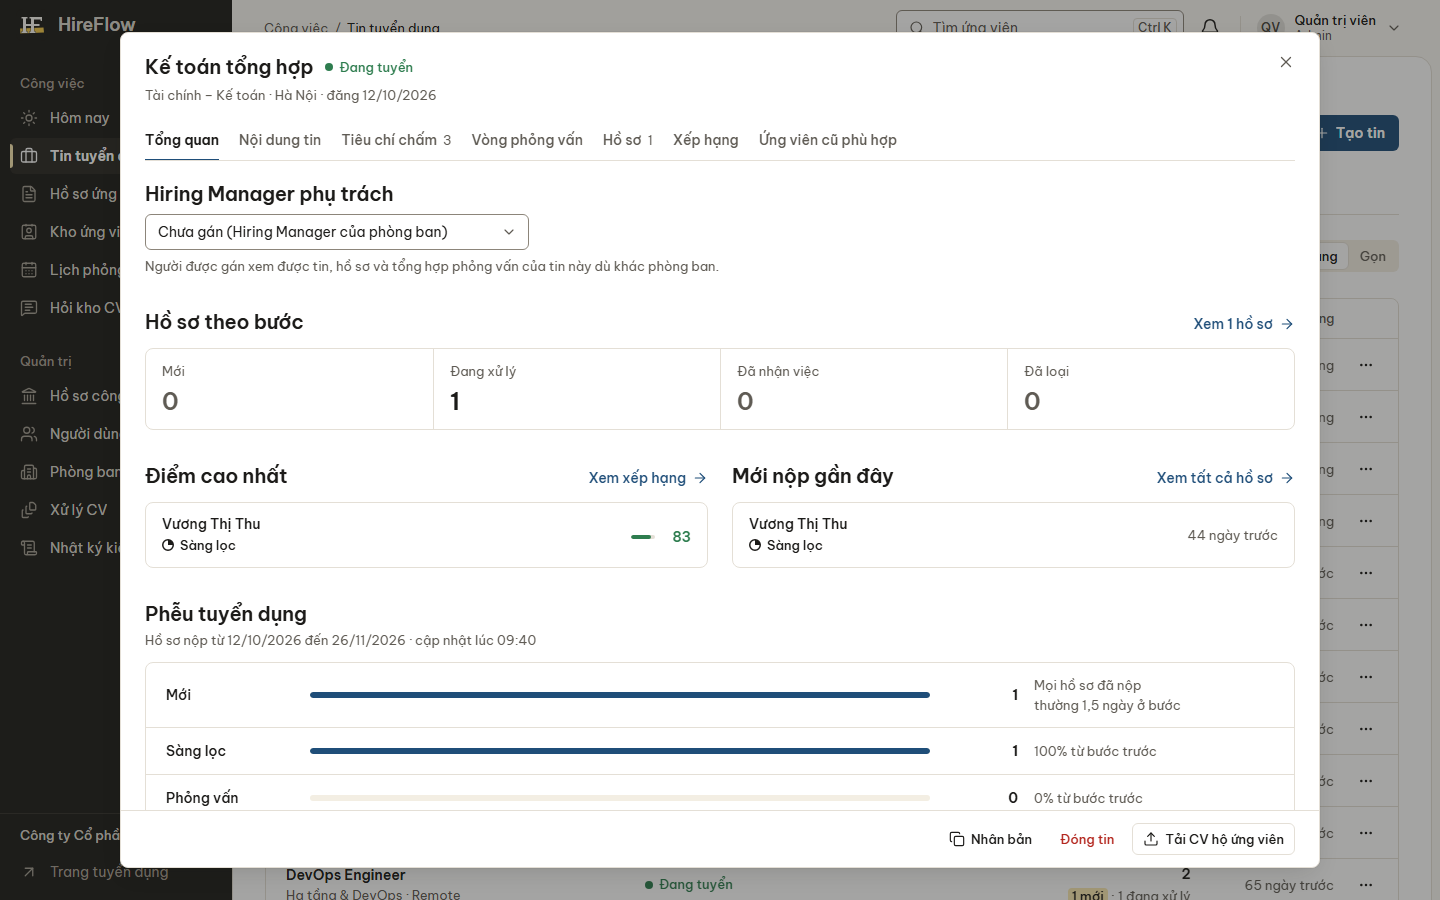 HireFlow
Công việc / Tin tuyển dụng
Tìm ứng viên
Ctrl K
QV
Quản trị viên
Công việc
Hôm nay
Tin tuyển
Hồ sơ ứng
Kho ứng
Lịch phỏng
Hỏi kho CV
Quản trị
Hồ sơ công
Người dùng
Phòng ban
Xử lý CV
Nhật ký
Công ty Cổ
Trang tuyển dụng
Tạo tin
Gọn
Kế toán tổng hợp
Đang tuyển
Tài chính – Kế toán · Hà Nội · đăng 12/10/2026
Tổng quan
Nội dung tin
Tiêu chí chấm 3
Vòng phỏng vấn
Hồ sơ 1
Xếp hạng
Ứng viên cũ phù hợp
Hiring Manager phụ trách
Chưa gán (Hiring Manager của phòng ban)
Người được gán xem được tin, hồ sơ và tổng hợp phỏng vấn của tin này dù khác phòng ban.
Hồ sơ theo bước
Xem 1 hồ sơ
Mới
0
Đang xử lý
1
Đã nhận việc
0
Đã loại
0
Điểm cao nhất
Xem xếp hạng
Vương Thị Thu
Sàng lọc
83
Mới nộp gần đây
Xem tất cả hồ sơ
Vương Thị Thu
Sàng lọc
44 ngày trước
Phễu tuyển dụng
Hồ sơ nộp từ 12/10/2026 đến 26/11/2026 · cập nhật lúc 09:40
Mới
1
Mọi hồ sơ đã nộp
thường 1,5 ngày ở bước
Sàng lọc
1
100% từ bước trước
Phỏng vấn
0
0% từ bước trước
Nhân bản
Đóng tin
Tải CV hộ ứng viên
DevOps Engineer
Hạ tầng & DevOps · Remote
Đang tuyển
2
1 mới · 1 đang xử lý
65 ngày trước